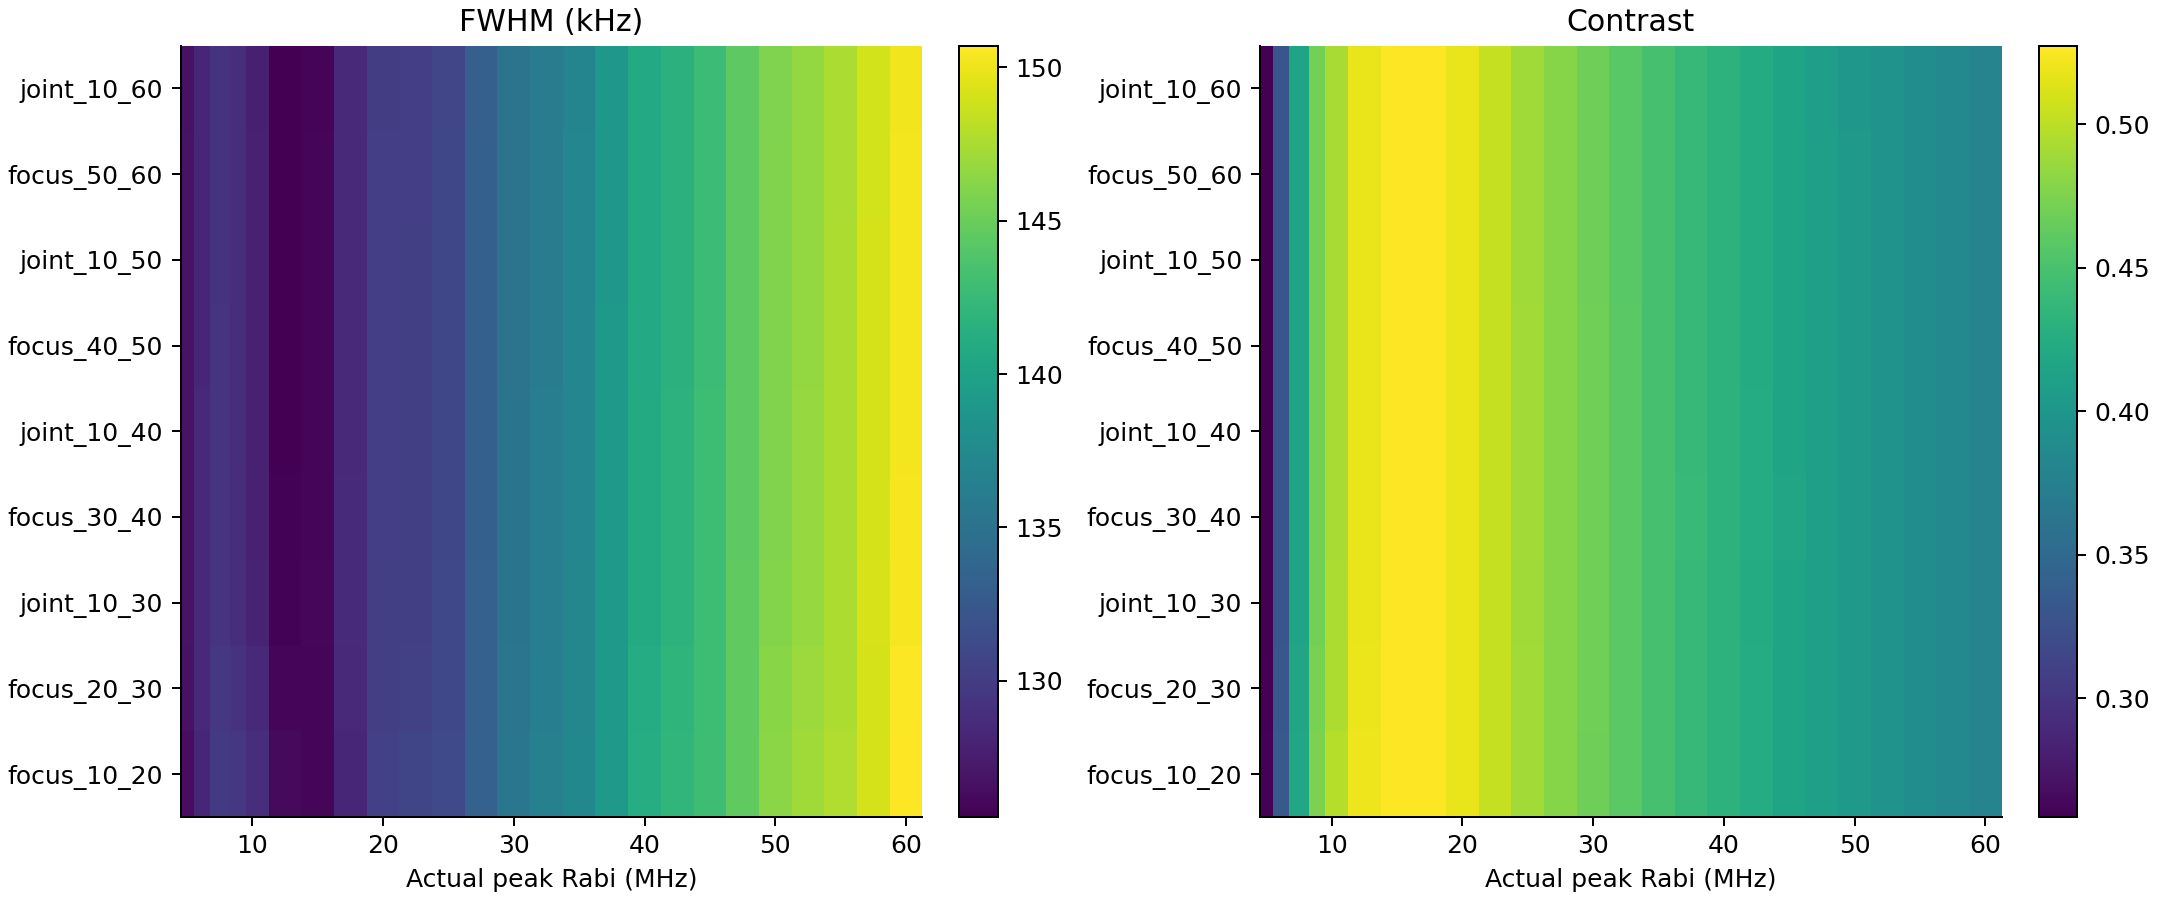 FWHM (kHz)
joint_10_60
focus_50_60
joint_10_50
focus_40_50
joint_10_40
focus_30_40
joint_10_30
focus_20_30
focus_10_20
10 20 30 40 50 60
Actual peak Rabi (MHz)
150
145
140
135
130
Contrast
joint_10_60
focus_50_60
joint_10_50
focus_40_50
joint_10_40
focus_30_40
joint_10_30
focus_20_30
focus_10_20
10 20 30 40 50 60
Actual peak Rabi (MHz)
0.50
0.45
0.40
0.35
0.30